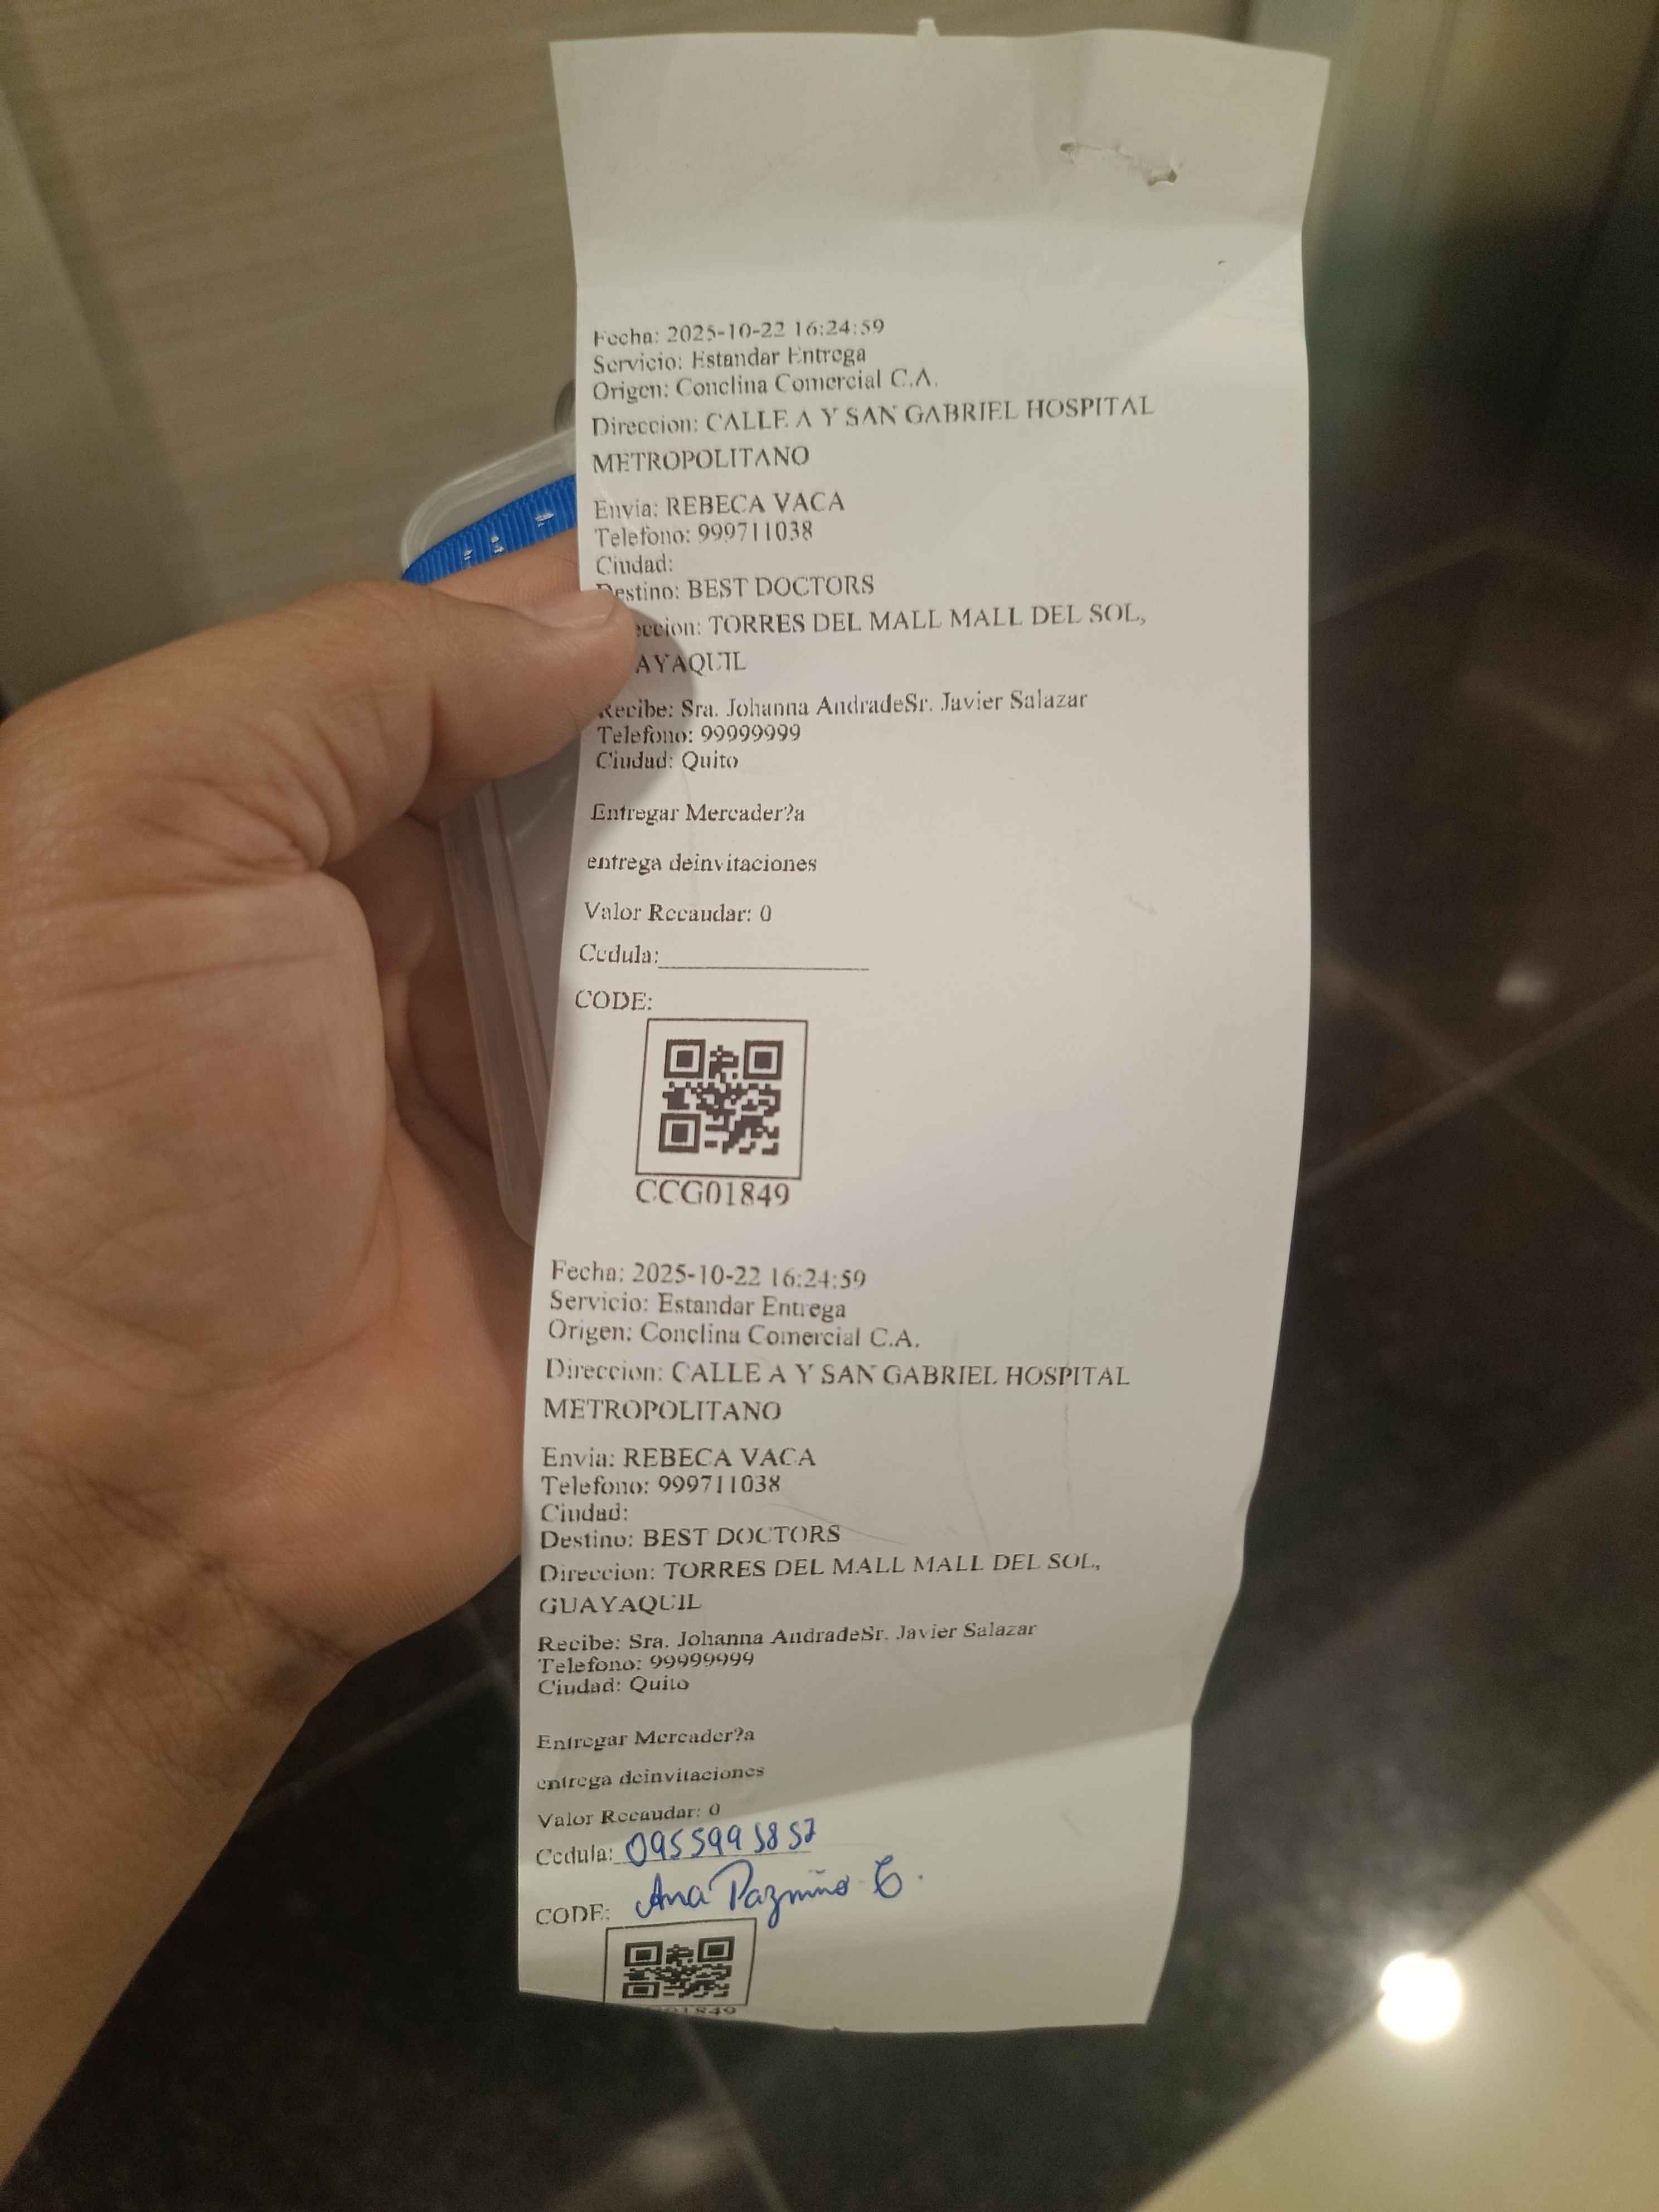 Fecha: 2025-10-22 16:24:59
Servicio: Estandar Entrega
Origen: Conclina Comercial C.A.
Direccion: CALLE A Y SAN GABRIEL HOSPITAL
METROPOLITANO
Envia: REBECA VACA
Telefono: 999711038
Ciudad:
Destino: BEST DOCTORS
eccion: TORRES DEL MALL MALL DEL SOL,
AYAQUIL
Recibe: Sra. Johanna AndradeSr. Javier Salazar
Telefono: 99999999
Ciudad: Quito
Entregar Mercader?a
entrega deinvitaciones
Valor Recaudar: 0
Cedula:
CODE:
CCG01849
Fecha: 2025-10-22 16:24:59
Servicio: Estandar Entrega
Origen: Conclina Comercial C.A.
Direccion: CALLE A Y SAN GABRIEL HOSPITAL
METROPOLITANO
Envia: REBECA VACA
Telefono: 999711038
Ciudad:
Destino: BEST DOCTORS
Direccion: TORRES DEL MALL MALL DEL SOL,
GUAYAQUIL
Recibe: Sra. Johanna AndradeSr. Javier Salazar
Telefono: 99999999
Ciudad: Quito
Entregar Mercader?a
entrega deinvitaciones
Valor Recaudar: 0
Cedula: 0955995857
CODE: Ana Pazmiño C.
01849